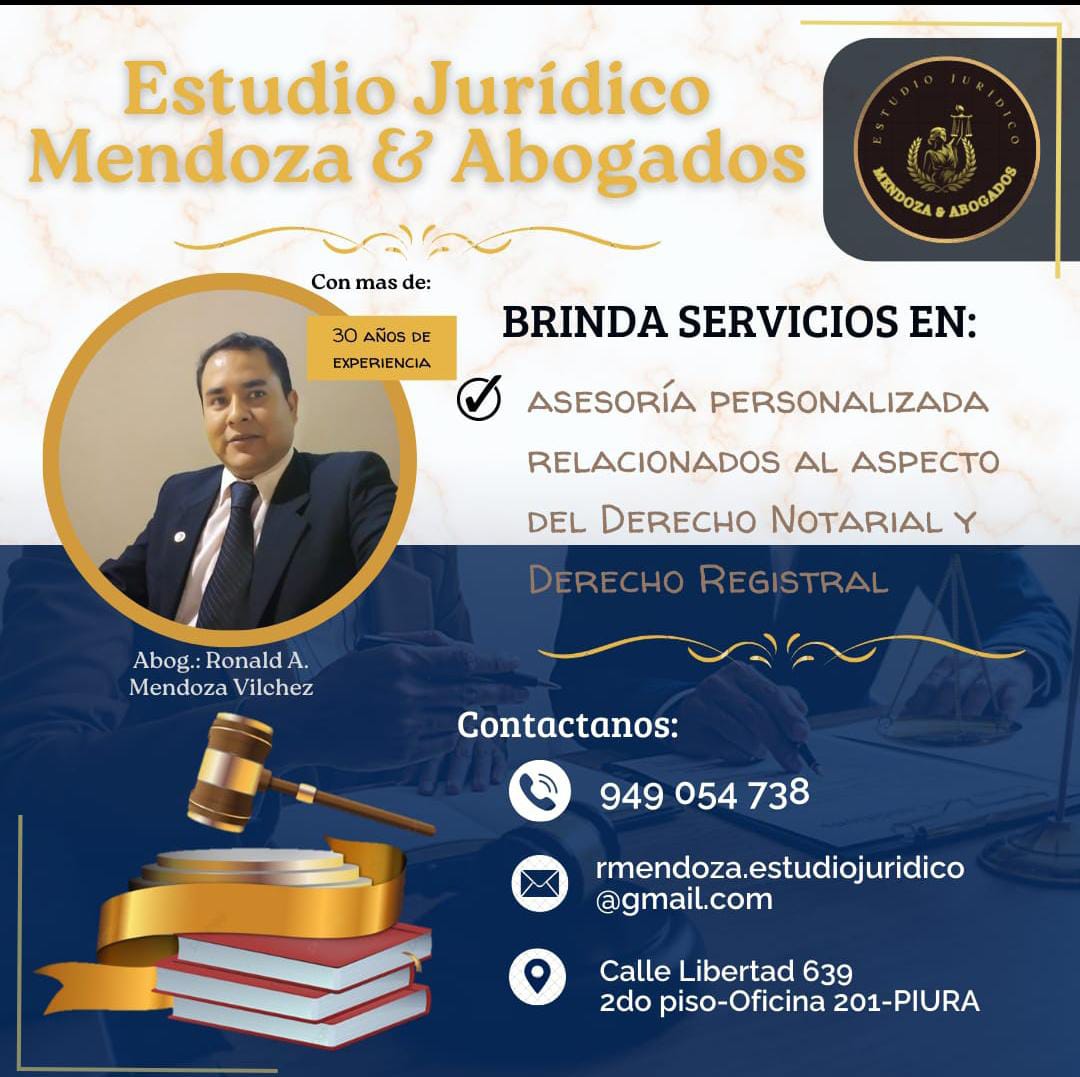 Estudio Jurídico
Mendoza & Abogados
ESTUDIO JURIDICO
MENDOZA & ABOGADOS
Con mas de:
30 AÑOS DE
EXPERIENCIA
BRINDA SERVICIOS EN:
ASESORÍA PERSONALIZADA
RELACIONADOS AL ASPECTO
DEL DERECHO NOTARIAL Y
DERECHO REGISTRAL
Abog.: Ronald A.
Mendoza Vilchez
Contactanos:
949 054 738
rmendoza.estudiojuridico
@gmail.com
Calle Libertad 639
2do piso-Oficina 201-PIURA